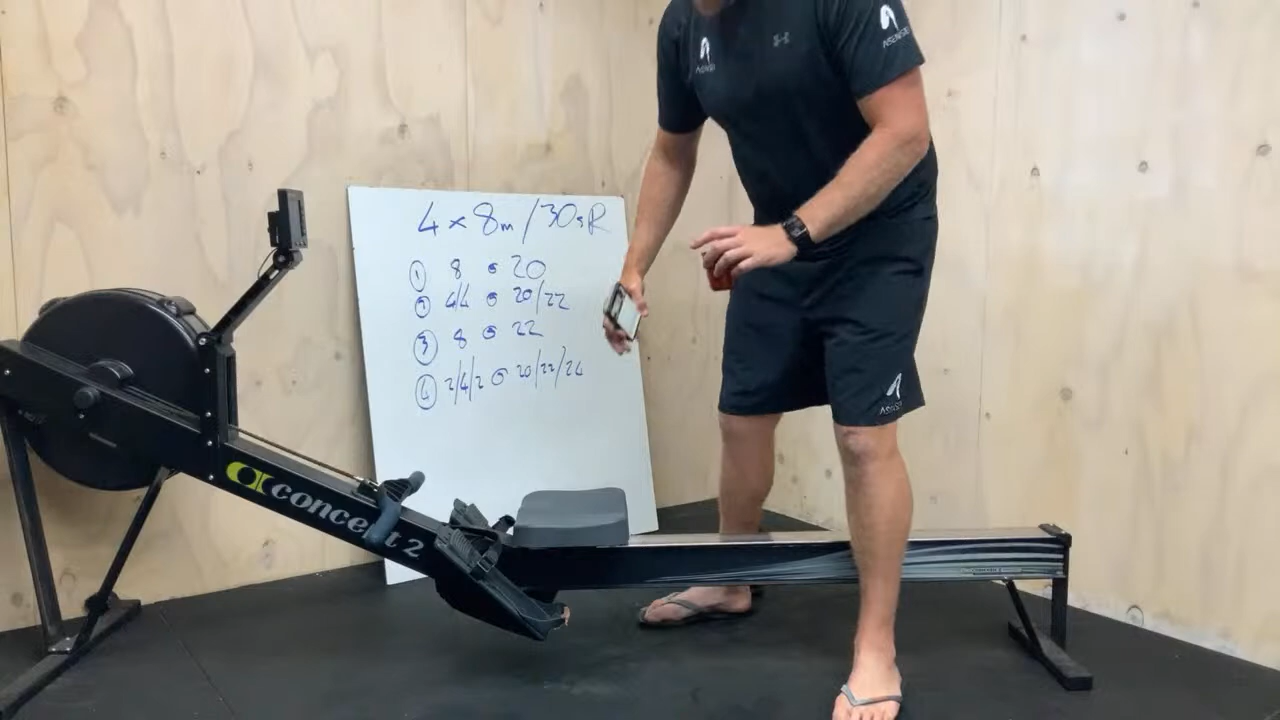 4 × 8m/30sR
① 8 @ 20
② 4/4 @ 20/22
③ 8 @ 22
④ 2/4/2 @ 20/22/24
concept 2